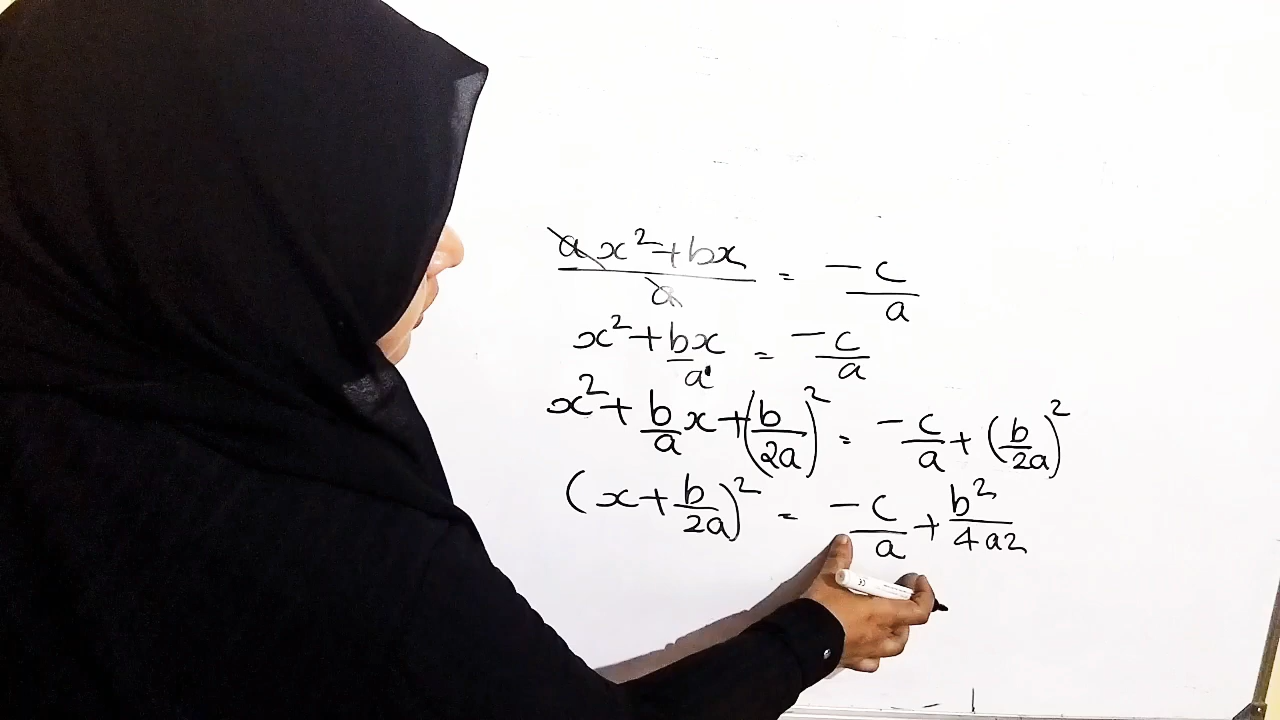 ax² + bx / a = -c / a
x² + bx/a = -c/a
x² + b/a x + (b/2a)² = -c/a + (b/2a)²
(x + b/2a)² = -c/a + b²/4a2